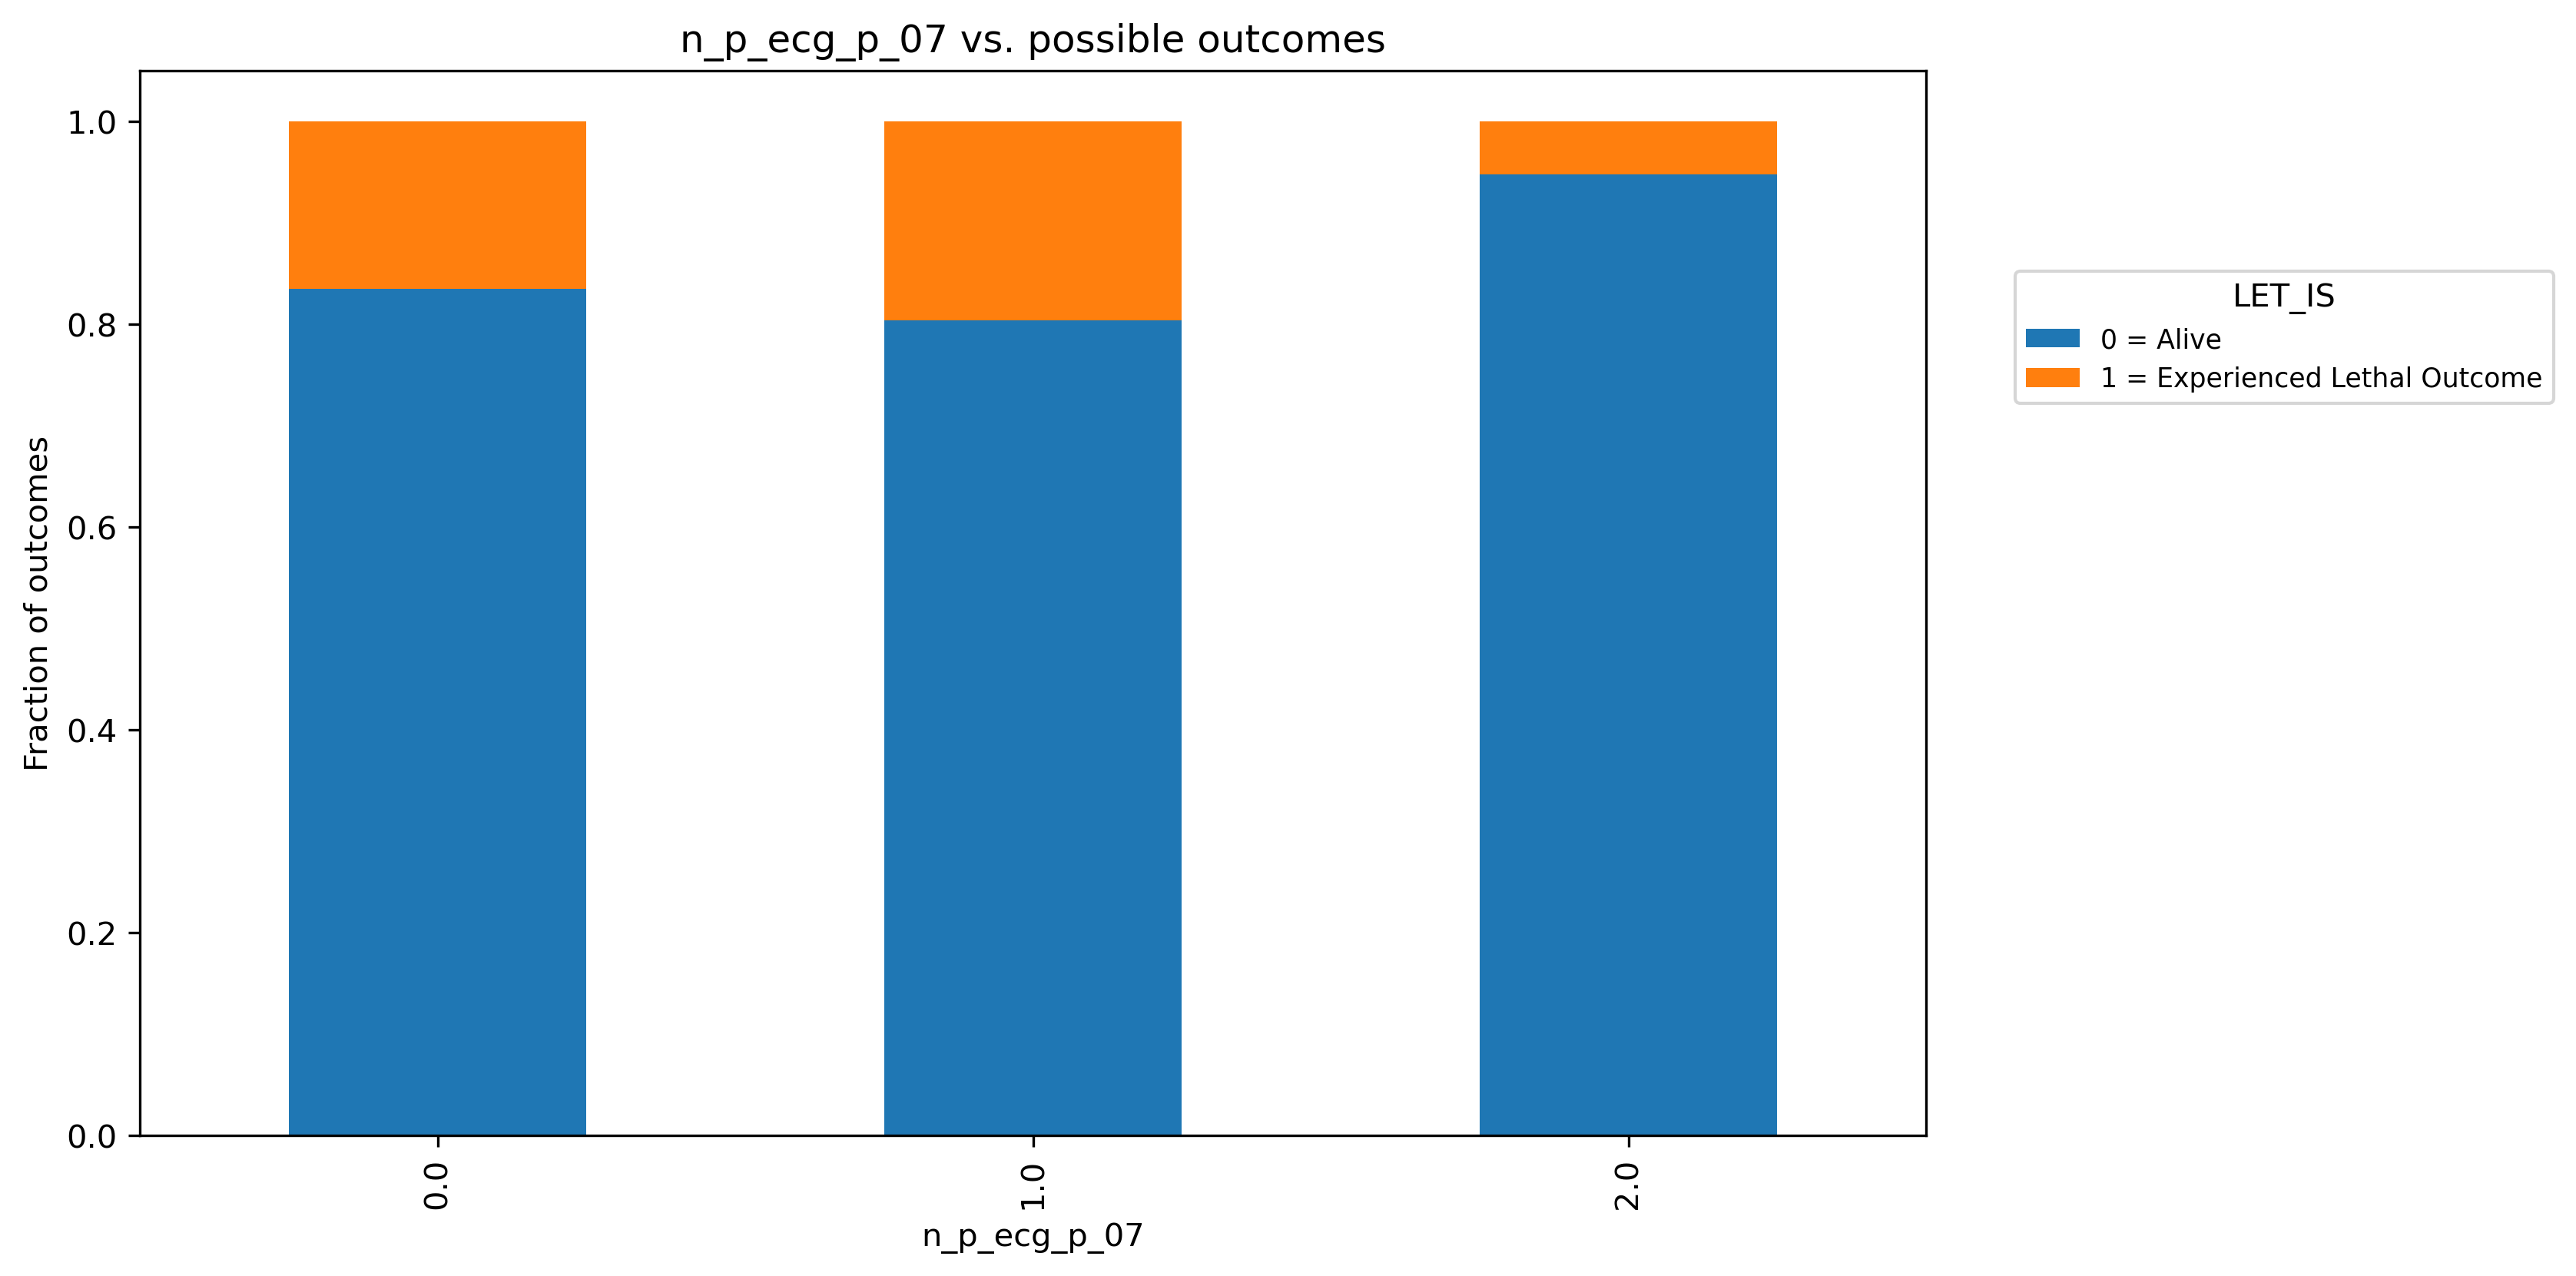 n_p_ecg_p_07 vs. possible outcomes
1.0
0.8
0.6
0.4
0.2
0.0
Fraction of outcomes
0.0
1.0
2.0
n_p_ecg_p_07
LET_IS
0 = Alive
1 = Experienced Lethal Outcome